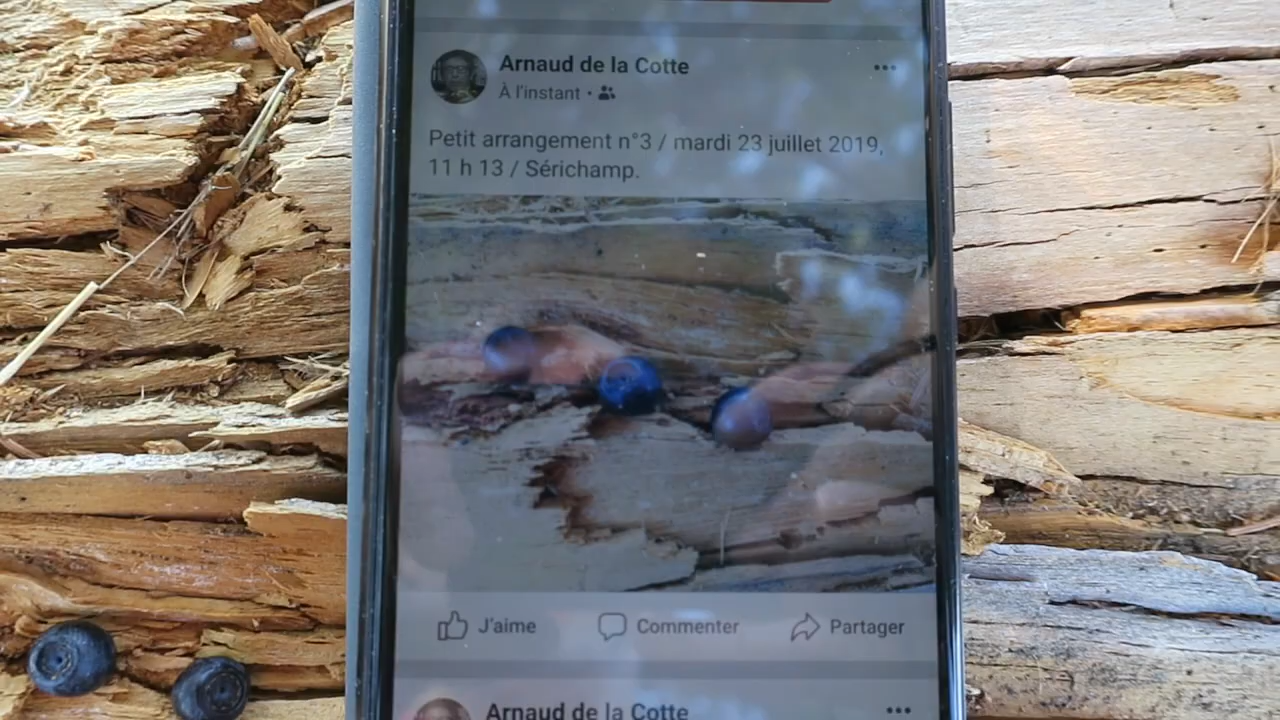 Arnaud de la Cotte
À l'instant ·
Petit arrangement n°3 / mardi 23 juillet 2019,
11 h 13 / Sérichamp.
J'aime
Commenter
Partager
Arnaud de la Cotte